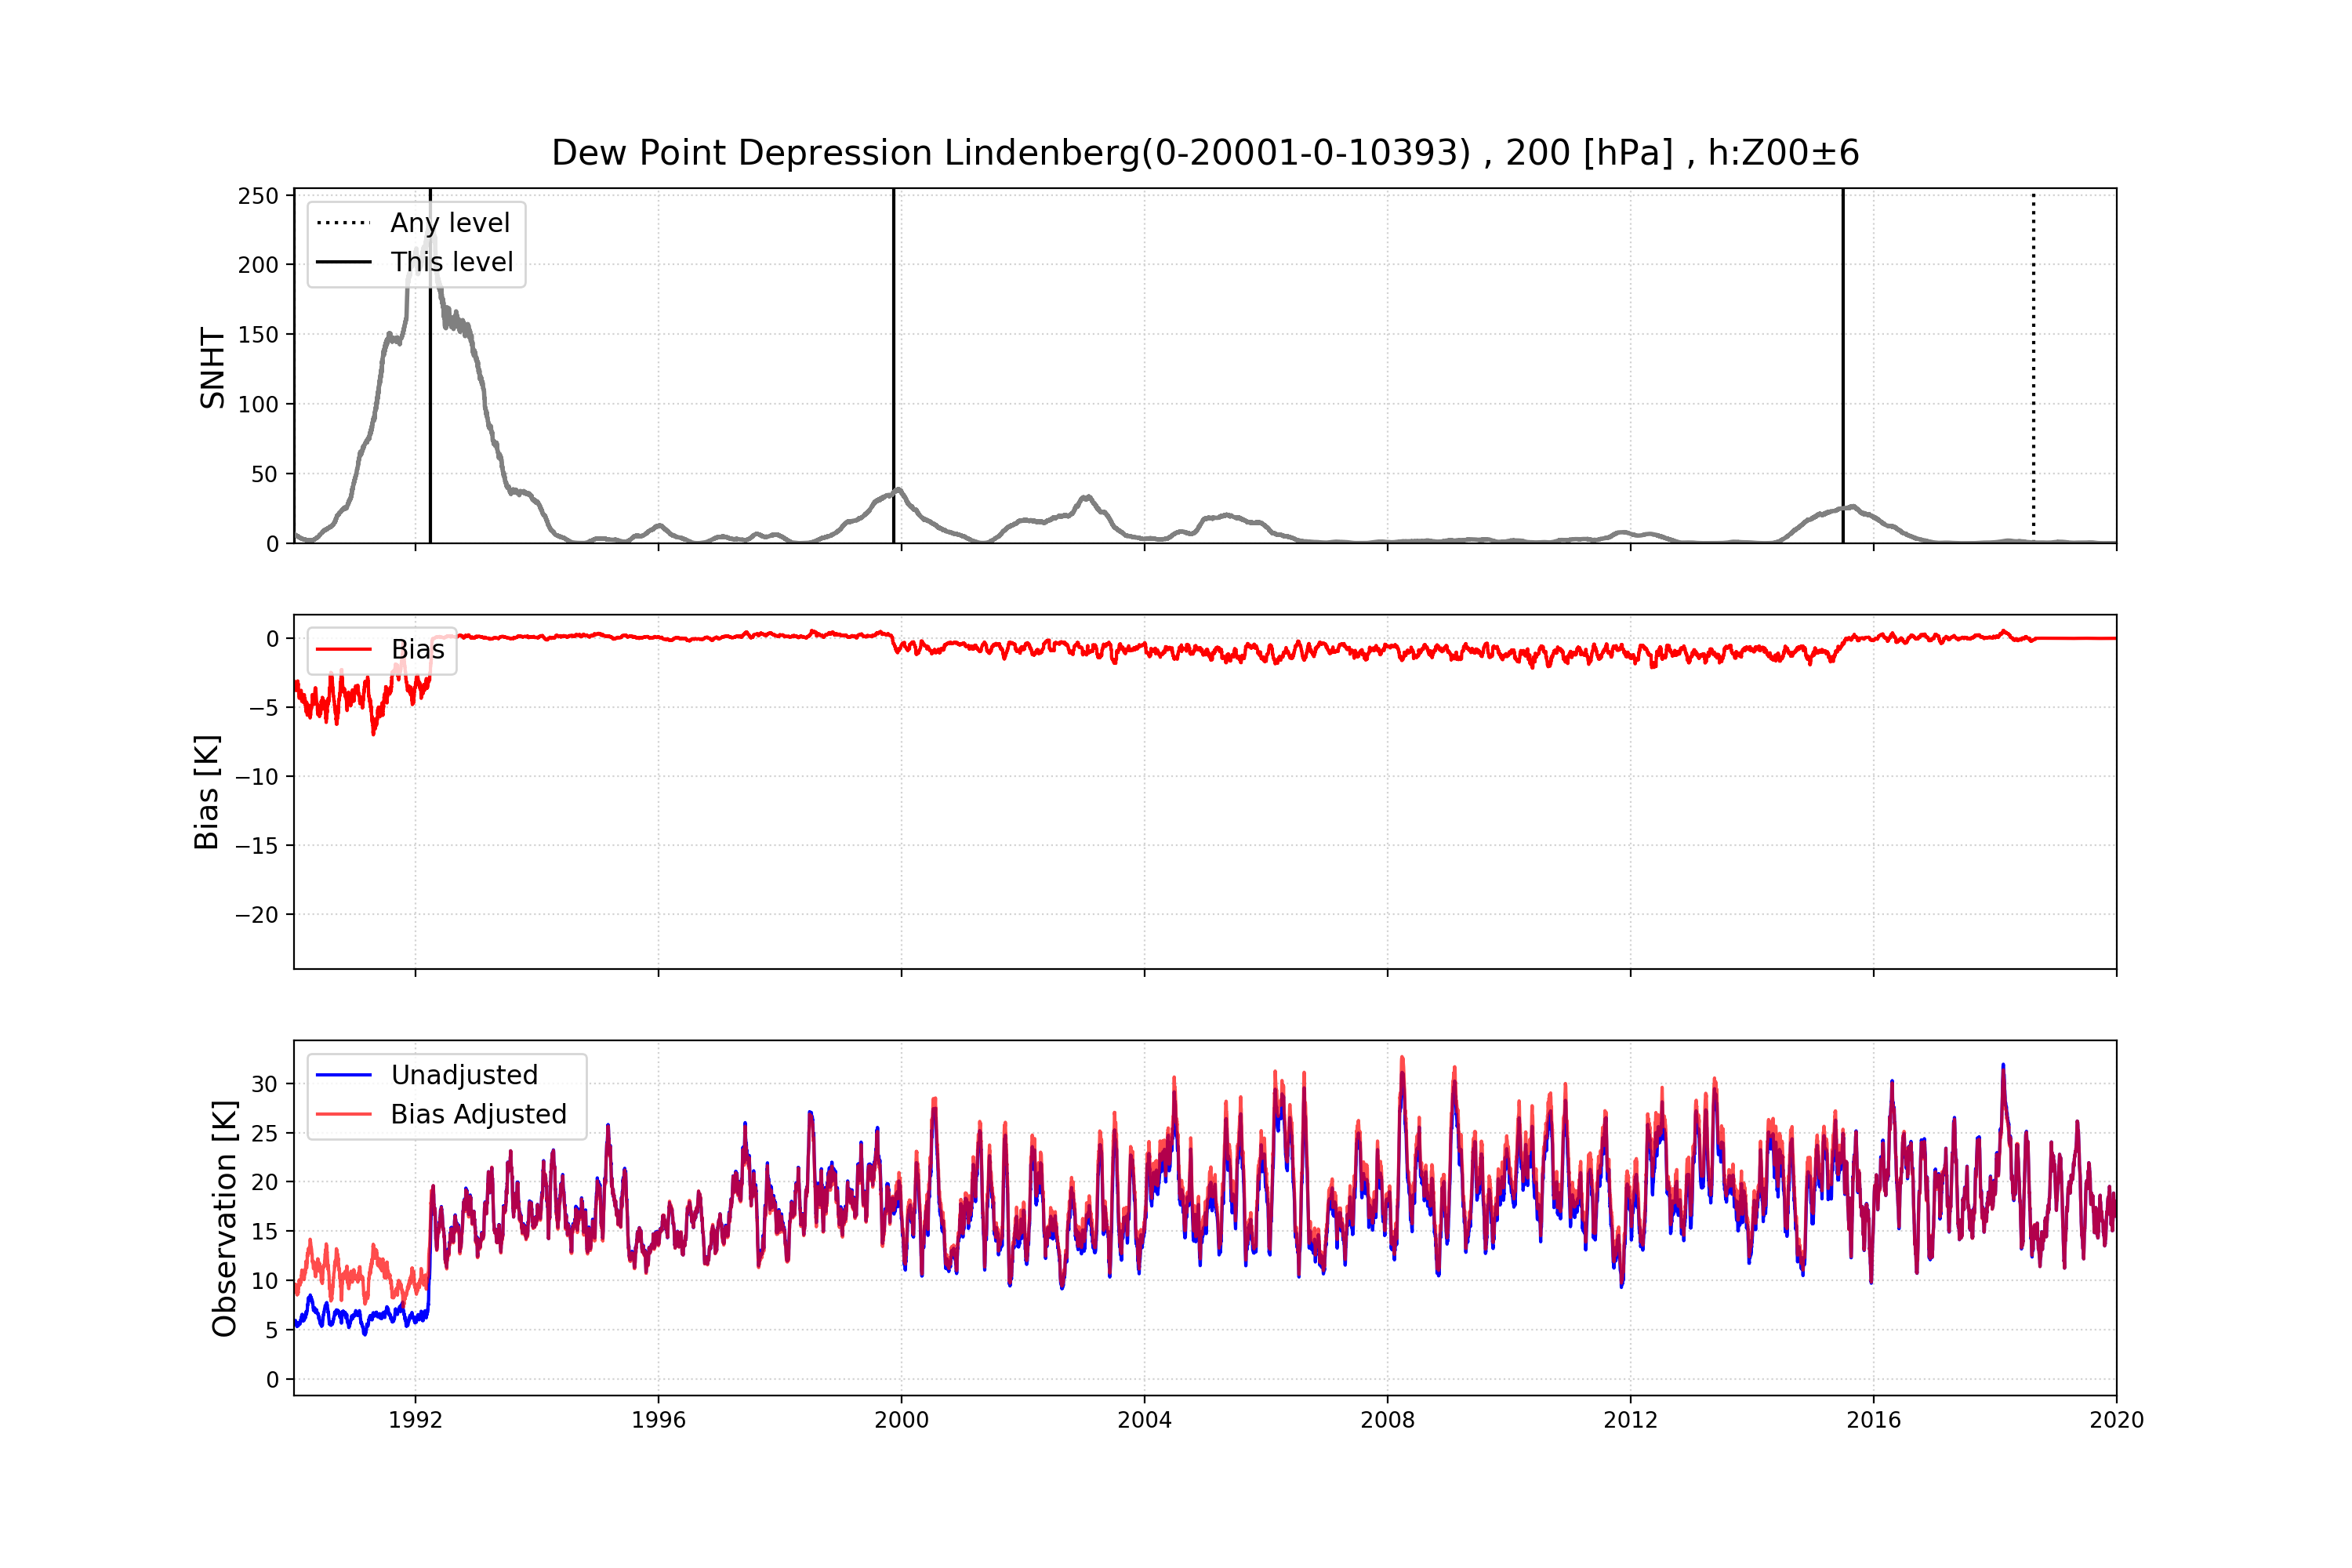 Dew Point Depression Lindenberg(0-20001-0-10393) , 200 [hPa] , h:Z00±6
250
200
150
100
50
0
SNHT
Any level
This level
0
−5
−10
−15
−20
Bias [K]
Bias
30
25
20
15
10
5
0
Observation [K]
Unadjusted
Bias Adjusted
1992
1996
2000
2004
2008
2012
2016
2020